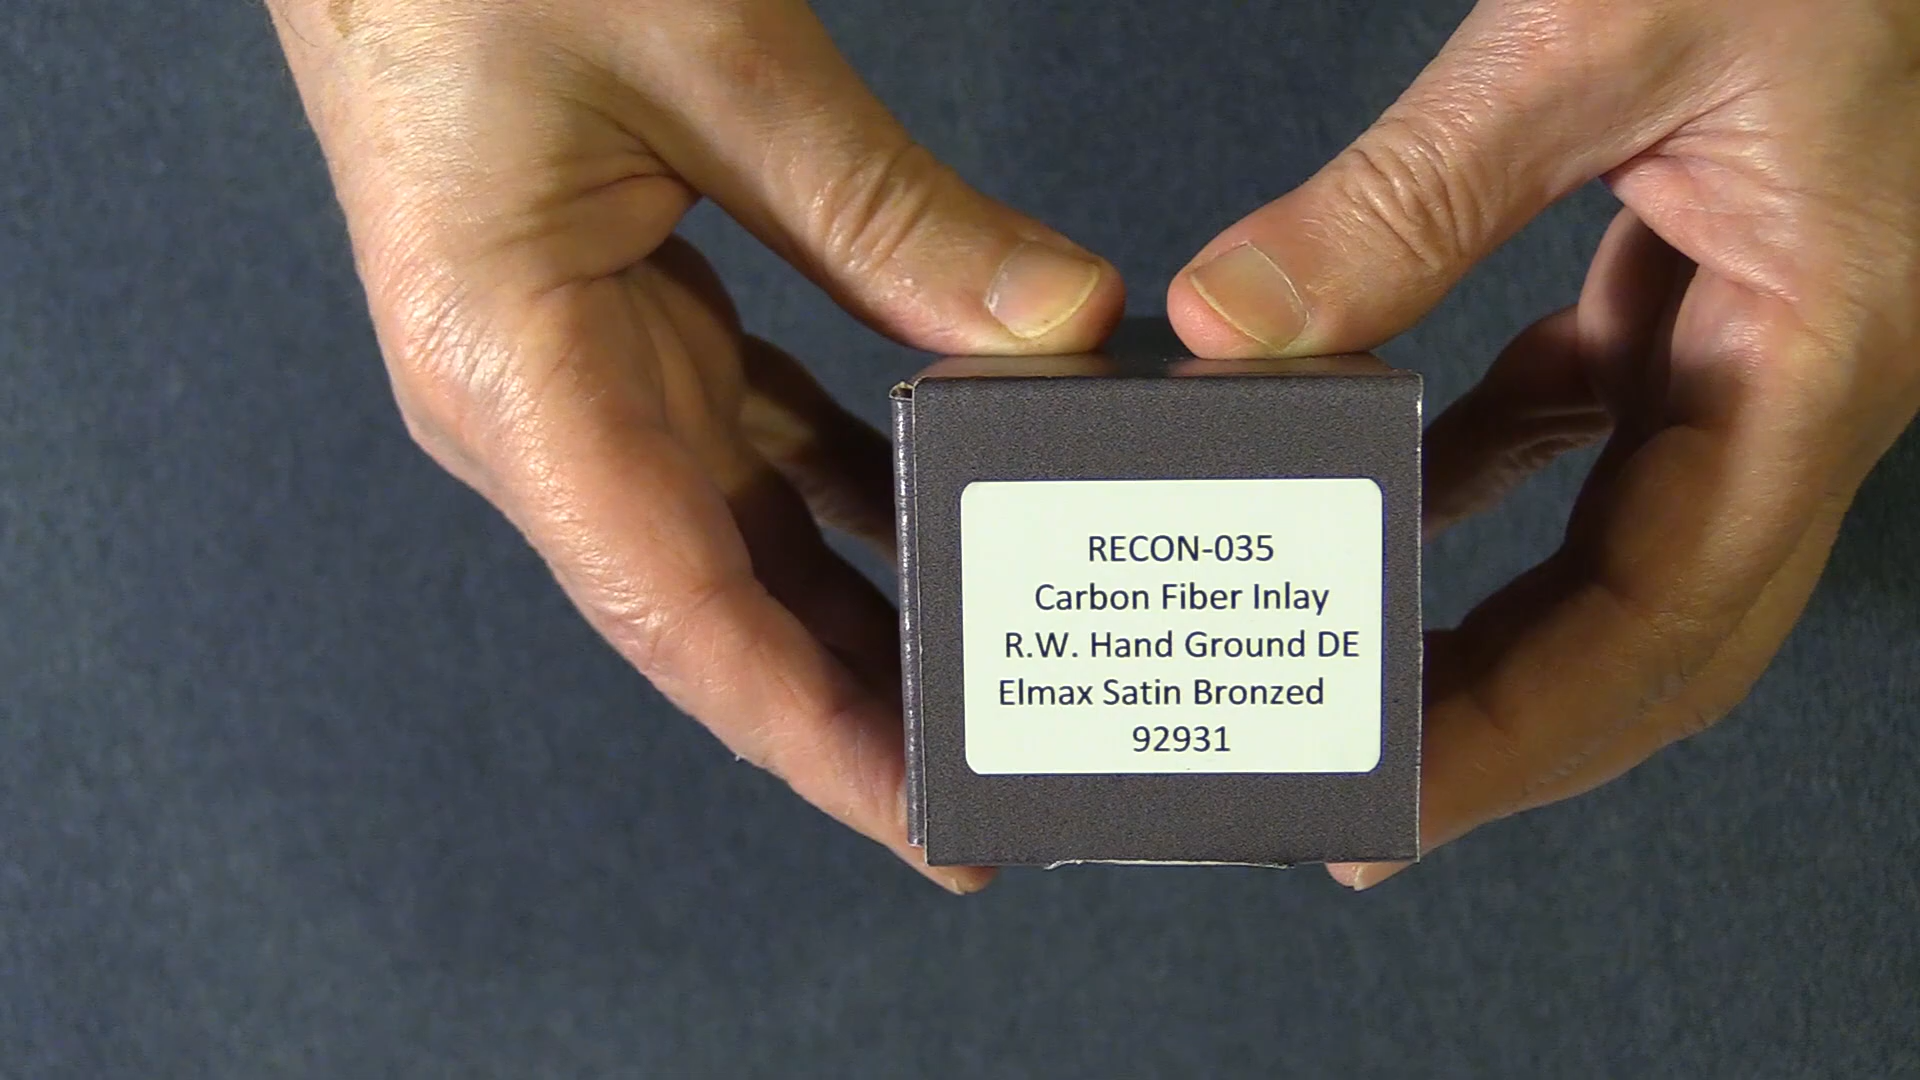 RECON-035
Carbon Fiber Inlay
R.W. Hand Ground DE
Elmax Satin Bronzed
92931